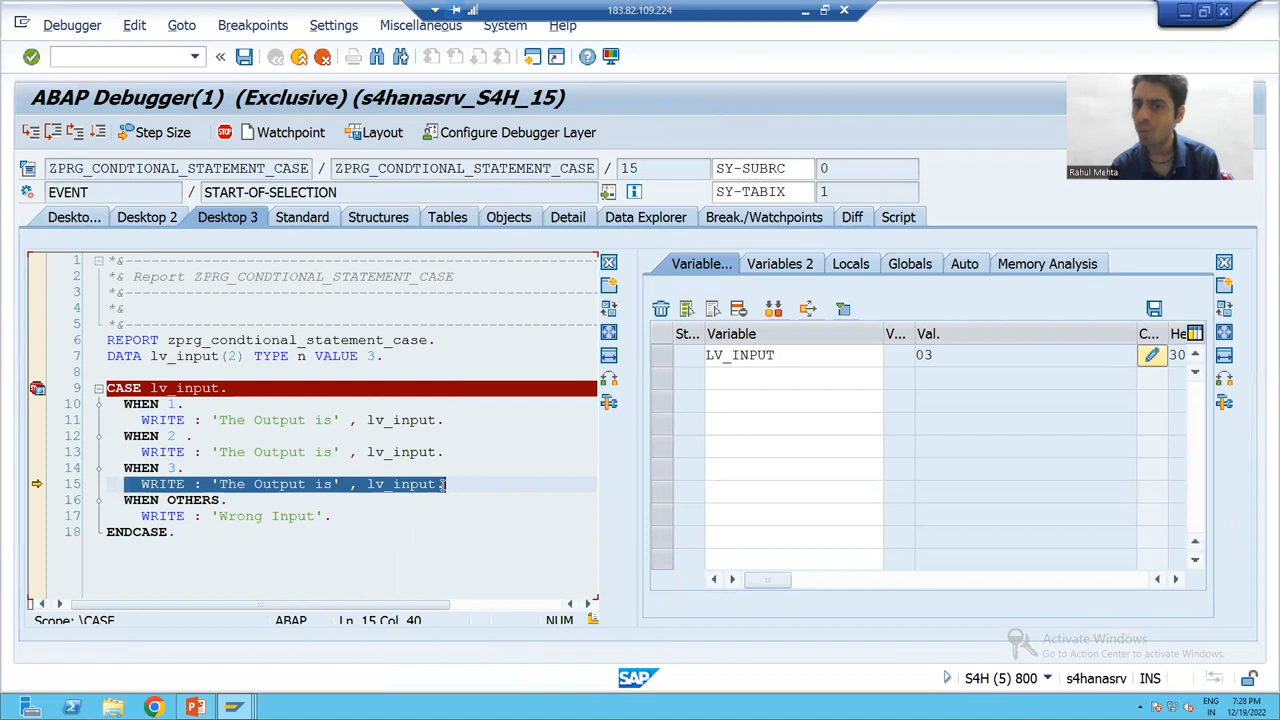 183.82.109.224
Debugger Edit Goto Breakpoints Settings Miscellaneous System Help
ABAP Debugger(1) (Exclusive) (s4hanasrv_S4H_15)
Step Size STOP Watchpoint Layout Configure Debugger Layer
ZPRG_CONDTIONAL_STATEMENT_CASE / ZPRG_CONDTIONAL_STATEMENT_CASE / 15 SY-SUBRC 0
EVENT / START-OF-SELECTION SY-TABIX 1
Rahul Mehta
Deskto... Desktop 2 Desktop 3 Standard Structures Tables Objects Detail Data Explorer Break./Watchpoints Diff Script
1 *&---------------------------------------------------------------------
2 *& Report ZPRG_CONDTIONAL_STATEMENT_CASE
3 *&---------------------------------------------------------------------
4 *&
5 *&---------------------------------------------------------------------
6 REPORT zprg_condtional_statement_case.
7 DATA lv_input(2) TYPE n VALUE 3.
8
9 CASE lv_input.
10 WHEN 1.
11 WRITE : 'The Output is' , lv_input.
12 WHEN 2 .
13 WRITE : 'The Output is' , lv_input.
14 WHEN 3.
15 WRITE : 'The Output is' , lv_input.
16 WHEN OTHERS.
17 WRITE : 'Wrong Input'.
18 ENDCASE.
Scope: \CASE ABAP Ln 15 Col 40 NUM
Variable... Variables 2 Locals Globals Auto Memory Analysis
St... Variable V... Val. C... He
LV_INPUT 03 30
Activate Windows
Go to Action Center to activate Windows.
SAP S4H (5) 800 s4hanasrv INS
ENG 7:28 PM
IN 12/19/2022